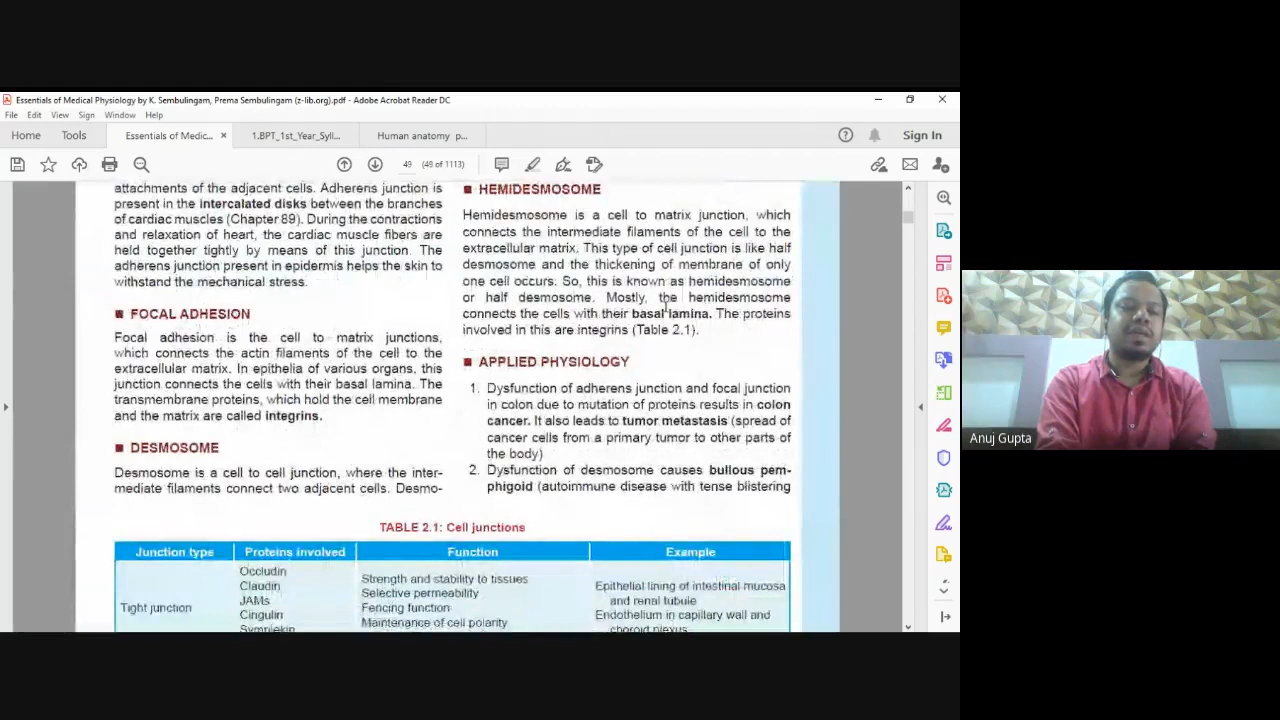 Essentials of Medical Physiology by K. Sembulingam, Prema Sembulingam (z-lib.org).pdf - Adobe Acrobat Reader DC
File Edit View Sign Window Help
Home Tools Essentials of Medic... × 1.BPT_1st_Year_Syll... Human anatomy p... Sign In
49 (49 of 1113)
attachments of the adjacent cells. Adherens junction is
present in the intercalated disks between the branches
of cardiac muscles (Chapter 89). During the contractions
and relaxation of heart, the cardiac muscle fibers are
held together tightly by means of this junction. The
adherens junction present in epidermis helps the skin to
withstand the mechanical stress.
FOCAL ADHESION
Focal adhesion is the cell to matrix junctions,
which connects the actin filaments of the cell to the
extracellular matrix. In epithelia of various organs, this
junction connects the cells with their basal lamina. The
transmembrane proteins, which hold the cell membrane
and the matrix are called integrins.
DESMOSOME
Desmosome is a cell to cell junction, where the inter-
mediate filaments connect two adjacent cells. Desmo-
HEMIDESMOSOME
Hemidesmosome is a cell to matrix junction, which
connects the intermediate filaments of the cell to the
extracellular matrix. This type of cell junction is like half
desmosome and the thickening of membrane of only
one cell occurs. So, this is known as hemidesmosome
or half desmosome. Mostly, the hemidesmosome
connects the cells with their basal lamina. The proteins
involved in this are integrins (Table 2.1).
APPLIED PHYSIOLOGY
1. Dysfunction of adherens junction and focal junction
in colon due to mutation of proteins results in colon
cancer. It also leads to tumor metastasis (spread of
cancer cells from a primary tumor to other parts of
the body)
2. Dysfunction of desmosome causes bullous pem-
phigoid (autoimmune disease with tense blistering
TABLE 2.1: Cell junctions
Junction type Proteins involved Function Example
Tight junction
Occludin
Claudin
JAMs
Cingulin
Symplekin
Strength and stability to tissues
Selective permeability
Fencing function
Maintenance of cell polarity
Epithelial lining of intestinal mucosa
and renal tubule
Endothelium in capillary wall and
choroid plexus
Anuj Gupta